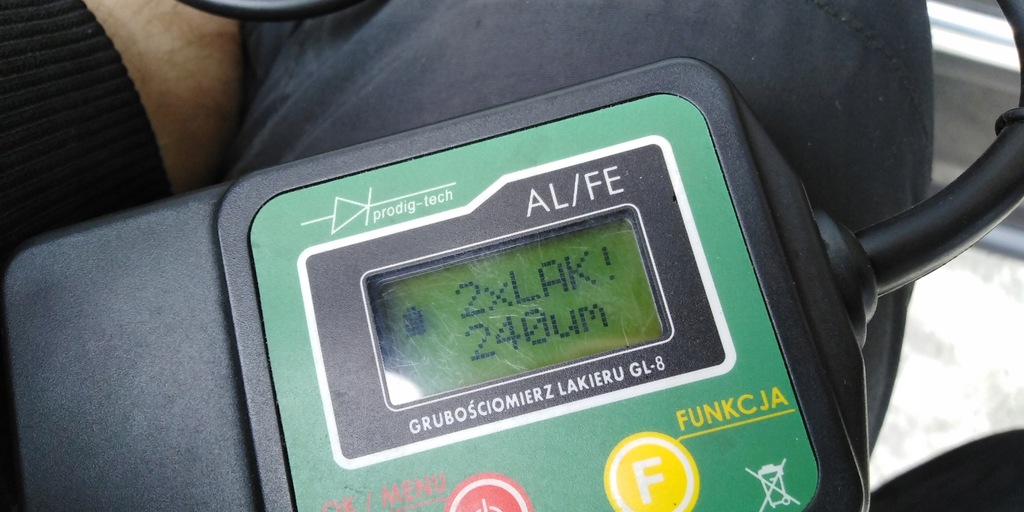 prodig-tech
AL/FE
2xLAK!
240um
GRUBOŚCIOMIERZ LAKIERU GL-8
FUNKCJA
OK / MENU
F